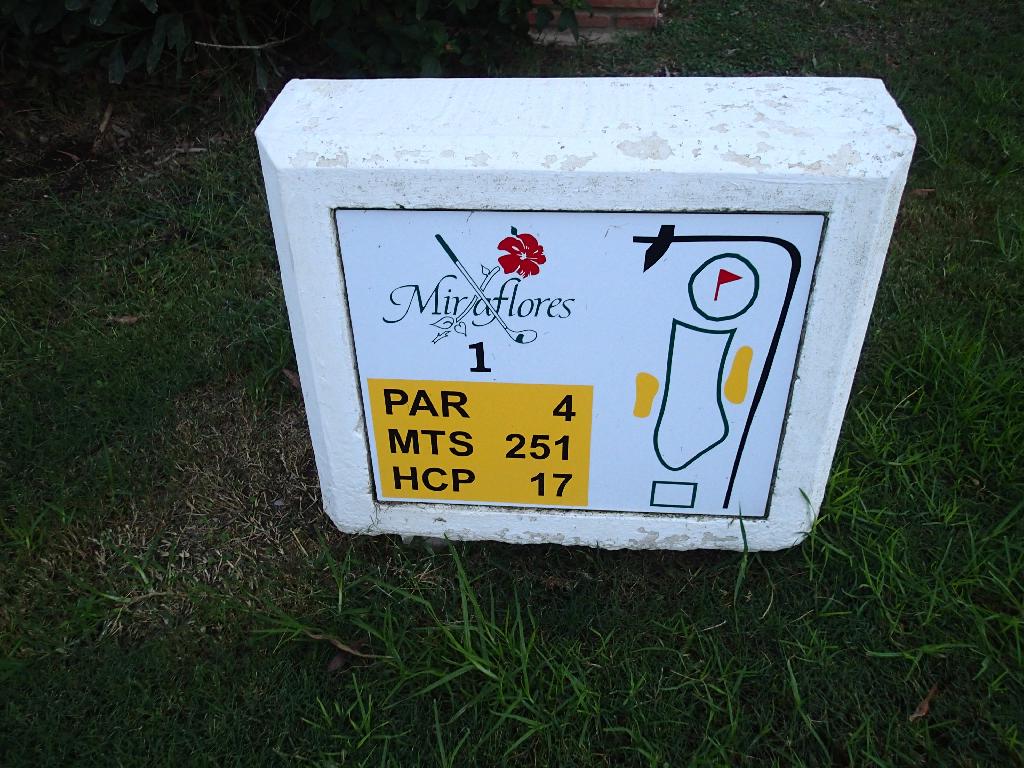 Miraflores
1
PAR 4
MTS 251
HCP 17